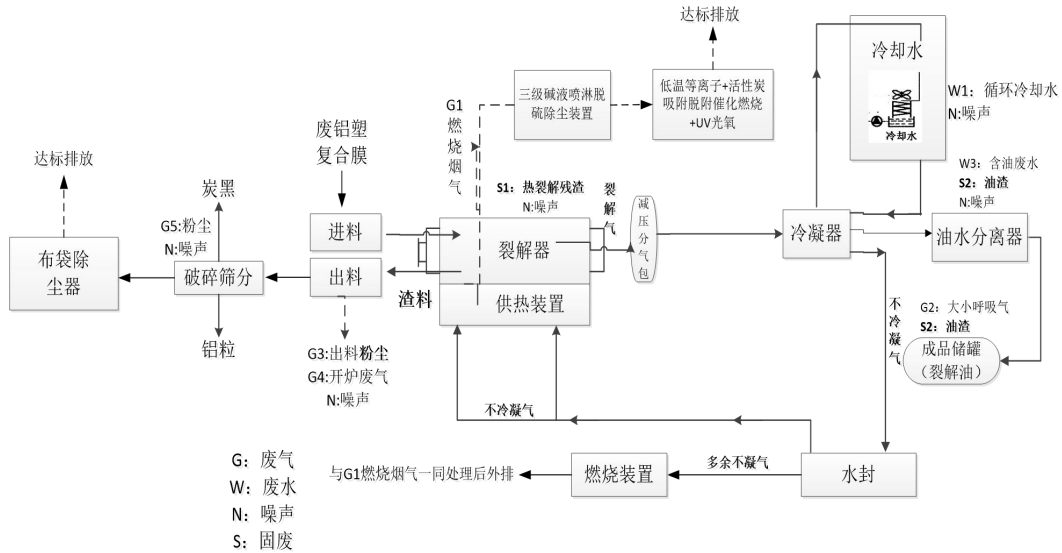 达标排放
低温等离子+活性炭
吸附脱附催化燃烧
+UV光氧
三级碱液喷淋脱
硫除尘装置
冷却水
冷却水
W1：循环冷却水
N:噪声
G1
燃烧烟气
废铝塑
复合膜
达标排放
炭黑
G5:粉尘
N:噪声
布袋除
尘器
破碎筛分
铝粒
进料
出料
渣料
G3:出料粉尘
G4:开炉废气
N:噪声
S1：热裂解残渣
N:噪声
裂解气
裂解器
供热装置
减压分气包
冷凝器
W3：含油废水
S2：油渣
N：噪声
油水分离器
不冷凝气
G2：大小呼吸气
S2：油渣
成品储罐
（裂解油）
不冷凝气
水封
多余不凝气
燃烧装置
与G1燃烧烟气一同处理后外排
G：废气
W：废水
N：噪声
S：固废